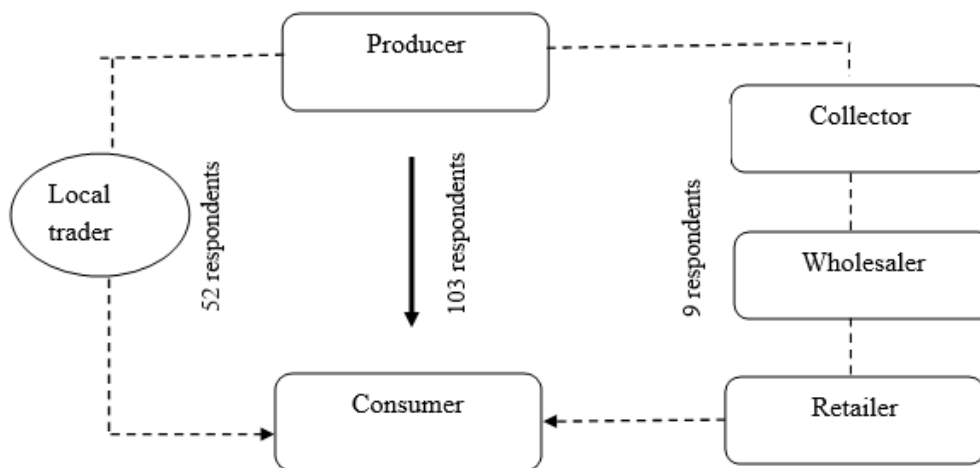 Producer
Collector
Local
trader
52 respondents
103 respondents
9 respondents
Wholesaler
Consumer
Retailer